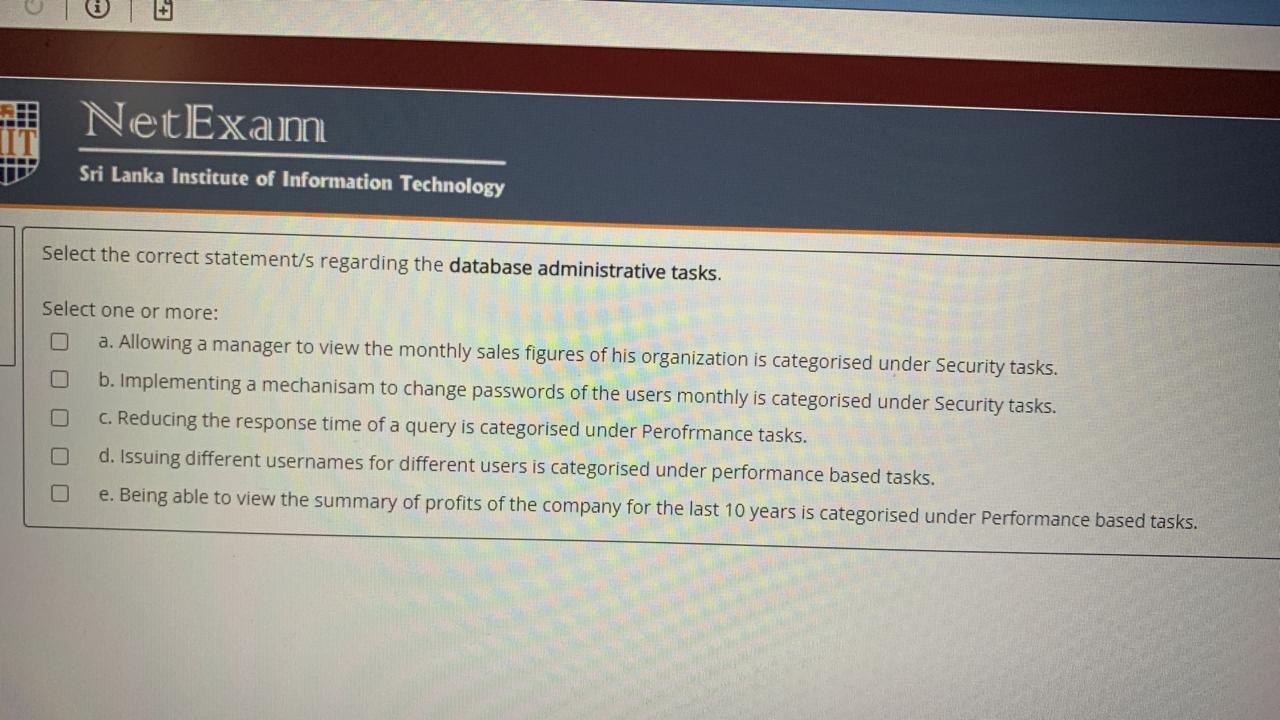 NetExam
Sri Lanka Institute of Information Technology
Select the correct statement/s regarding the database administrative tasks.
Select one or more:
a. Allowing a manager to view the monthly sales figures of his organization is categorised under Security tasks.
b. Implementing a mechanisam to change passwords of the users monthly is categorised under Security tasks.
c. Reducing the response time of a query is categorised under Perofrmance tasks.
d. Issuing different usernames for different users is categorised under performance based tasks.
e. Being able to view the summary of profits of the company for the last 10 years is categorised under Performance based tasks.